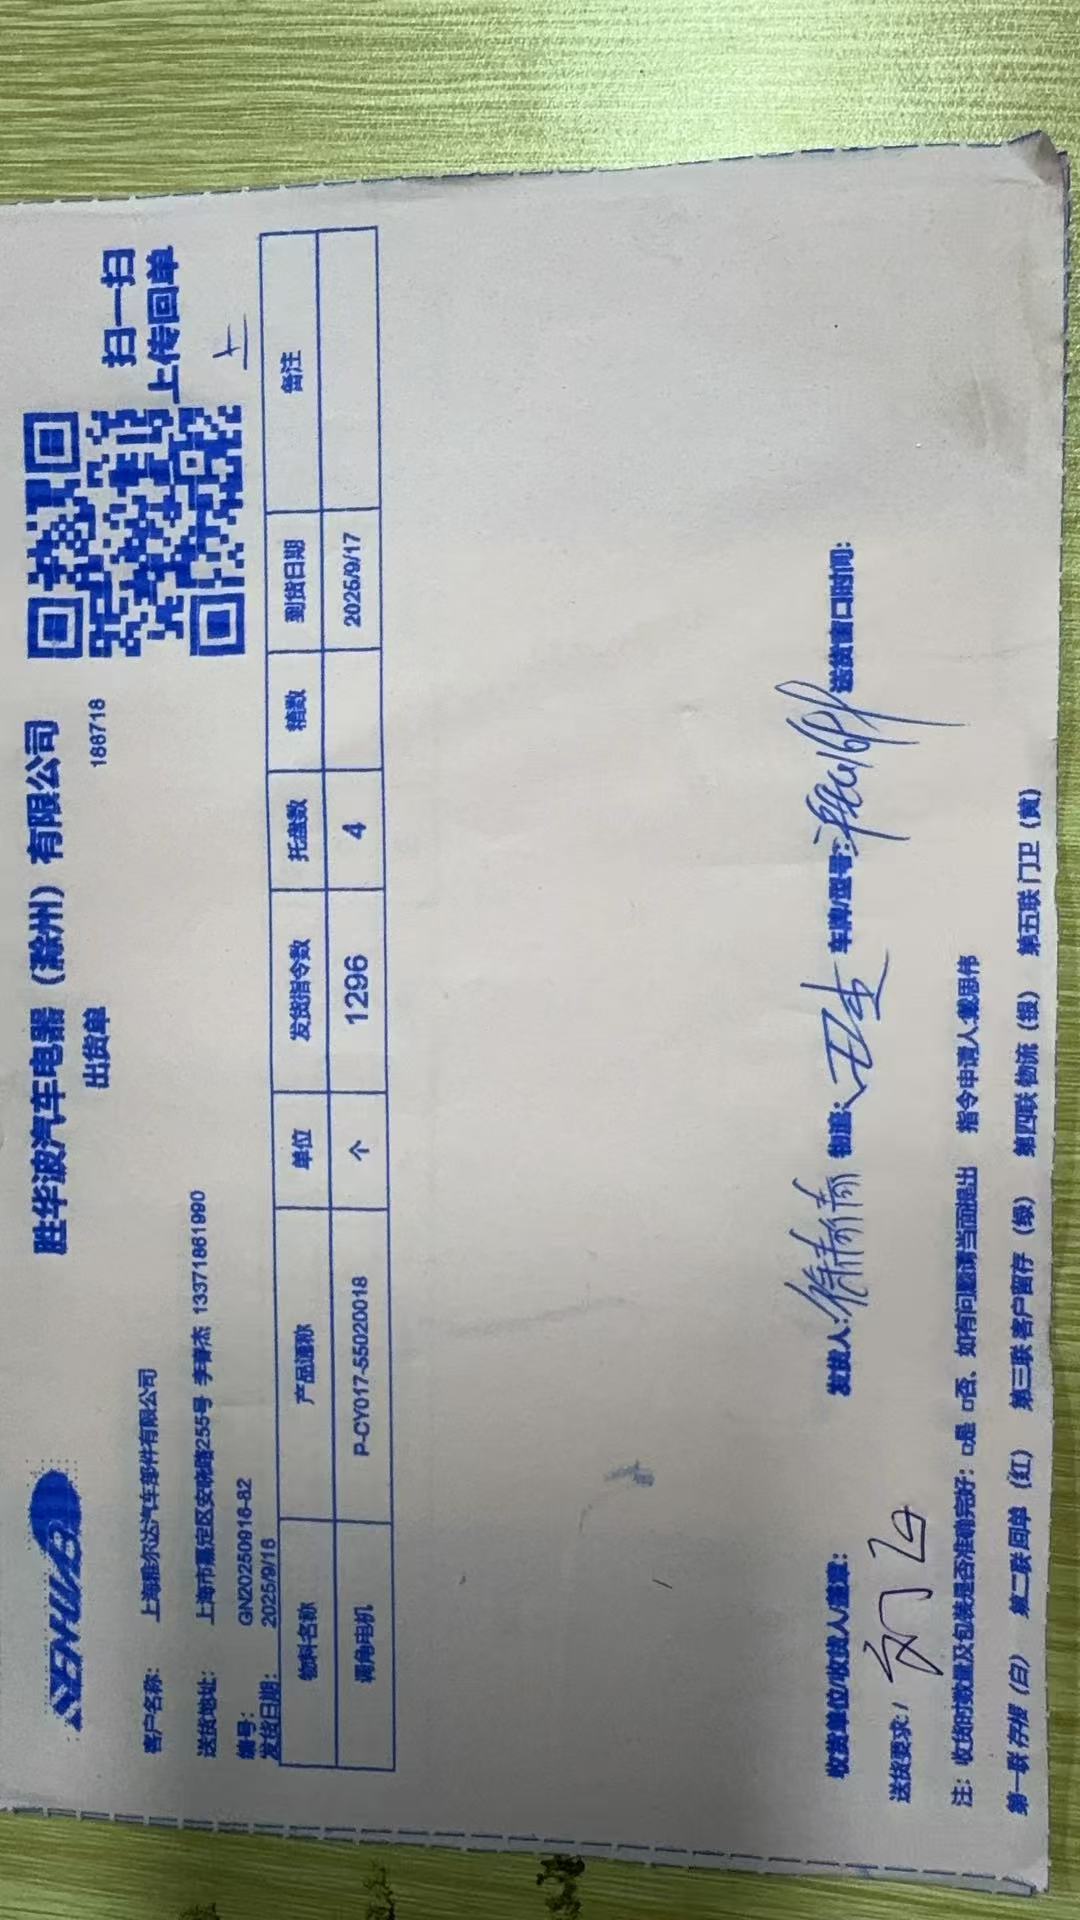 胜华波汽车电器（滁州）有限公司
扫一扫
上传回单
出货单
188718
客户名称： 上海雅尔达汽车部件有限公司
送货地址： 上海市嘉定区安晓路255号 李春杰 13371861990
编号： GN20250916-82
发货日期： 2025/9/16
物料名称 产品通称 单位 发货指令数 托盘数 箱数 到货日期 备注
调角电机 P-CY017-55020018 个 1296 4 2025/9/17
收货单位/收货人/盖章： 发货人： 物流： 车牌/型号： 送货窗口时间：
送货要求：
注：收货时数量及包装是否准确完好：□是 □否、如有问题请当面提出 指令申请人:戴思伟
第一联 存根（白） 第二联 回单（红） 第三联 客户留存（绿） 第四联 物流（银） 第五联 门卫（黄）